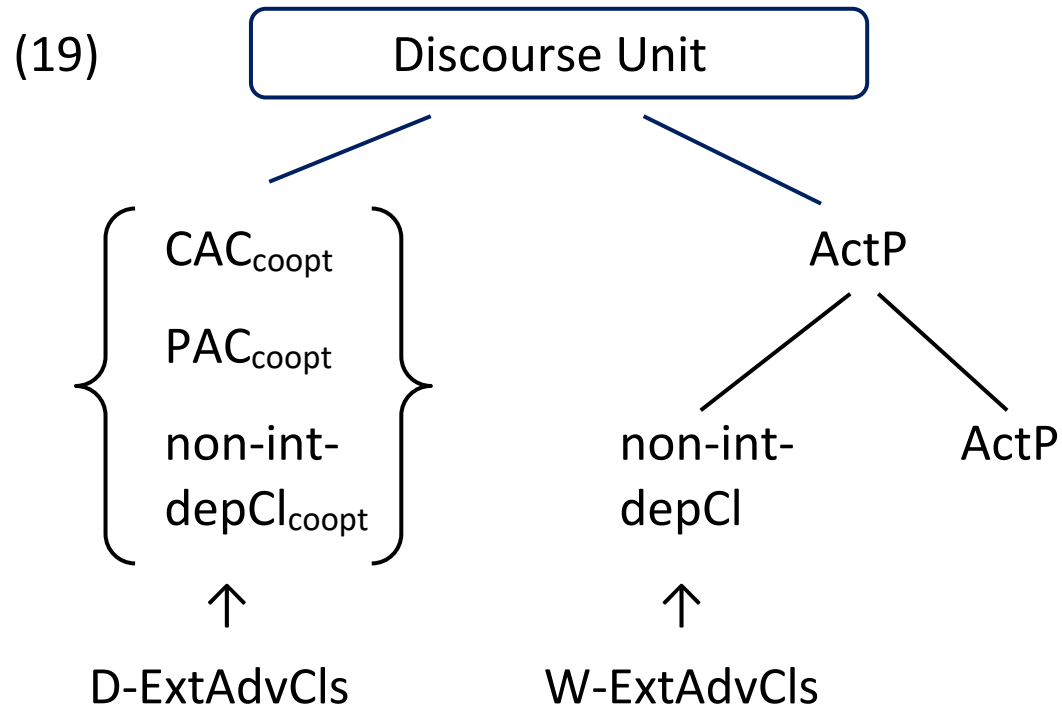 (19) Discourse Unit
CACcoopt
ActP
PACcoopt
non-int-
depClcoopt
non-int-
depCl
ActP
D-ExtAdvCls
W-ExtAdvCls